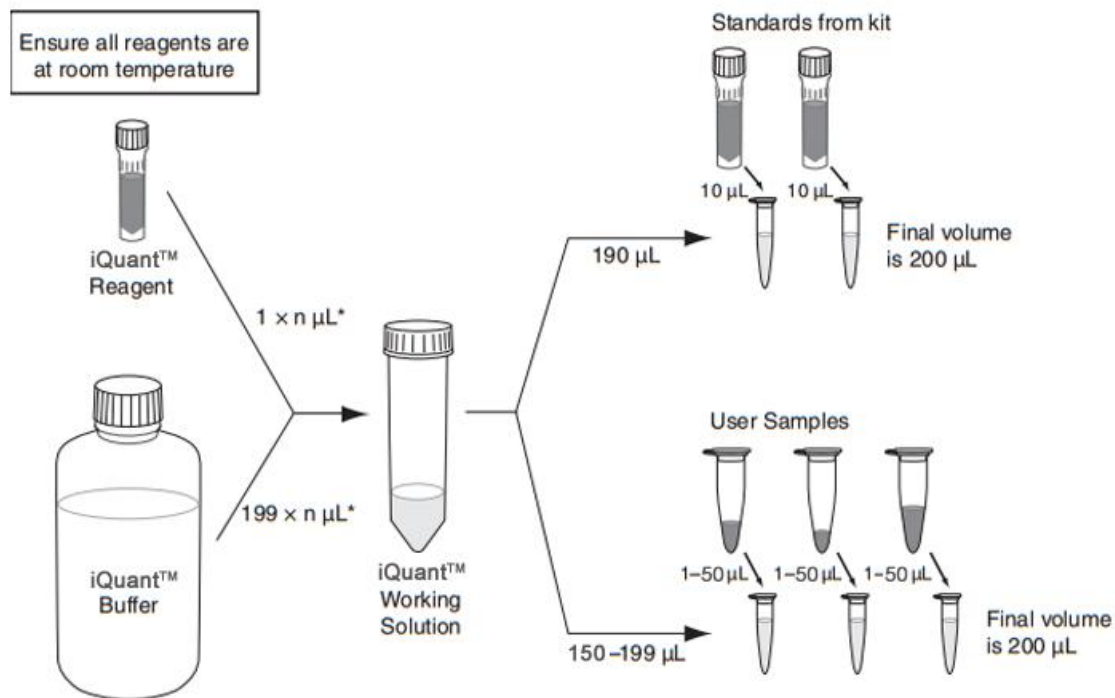 Ensure all reagents are
at room temperature
iQuant™
Reagent
1 × n µL*
iQuant™
Buffer
199 × n µL*
iQuant™
Working
Solution
Standards from kit
190 µL
10 µL
10 µL
Final volume
is 200 µL
User Samples
150–199 µL
1–50 µL
1–50 µL
1–50 µL
Final volume
is 200 µL